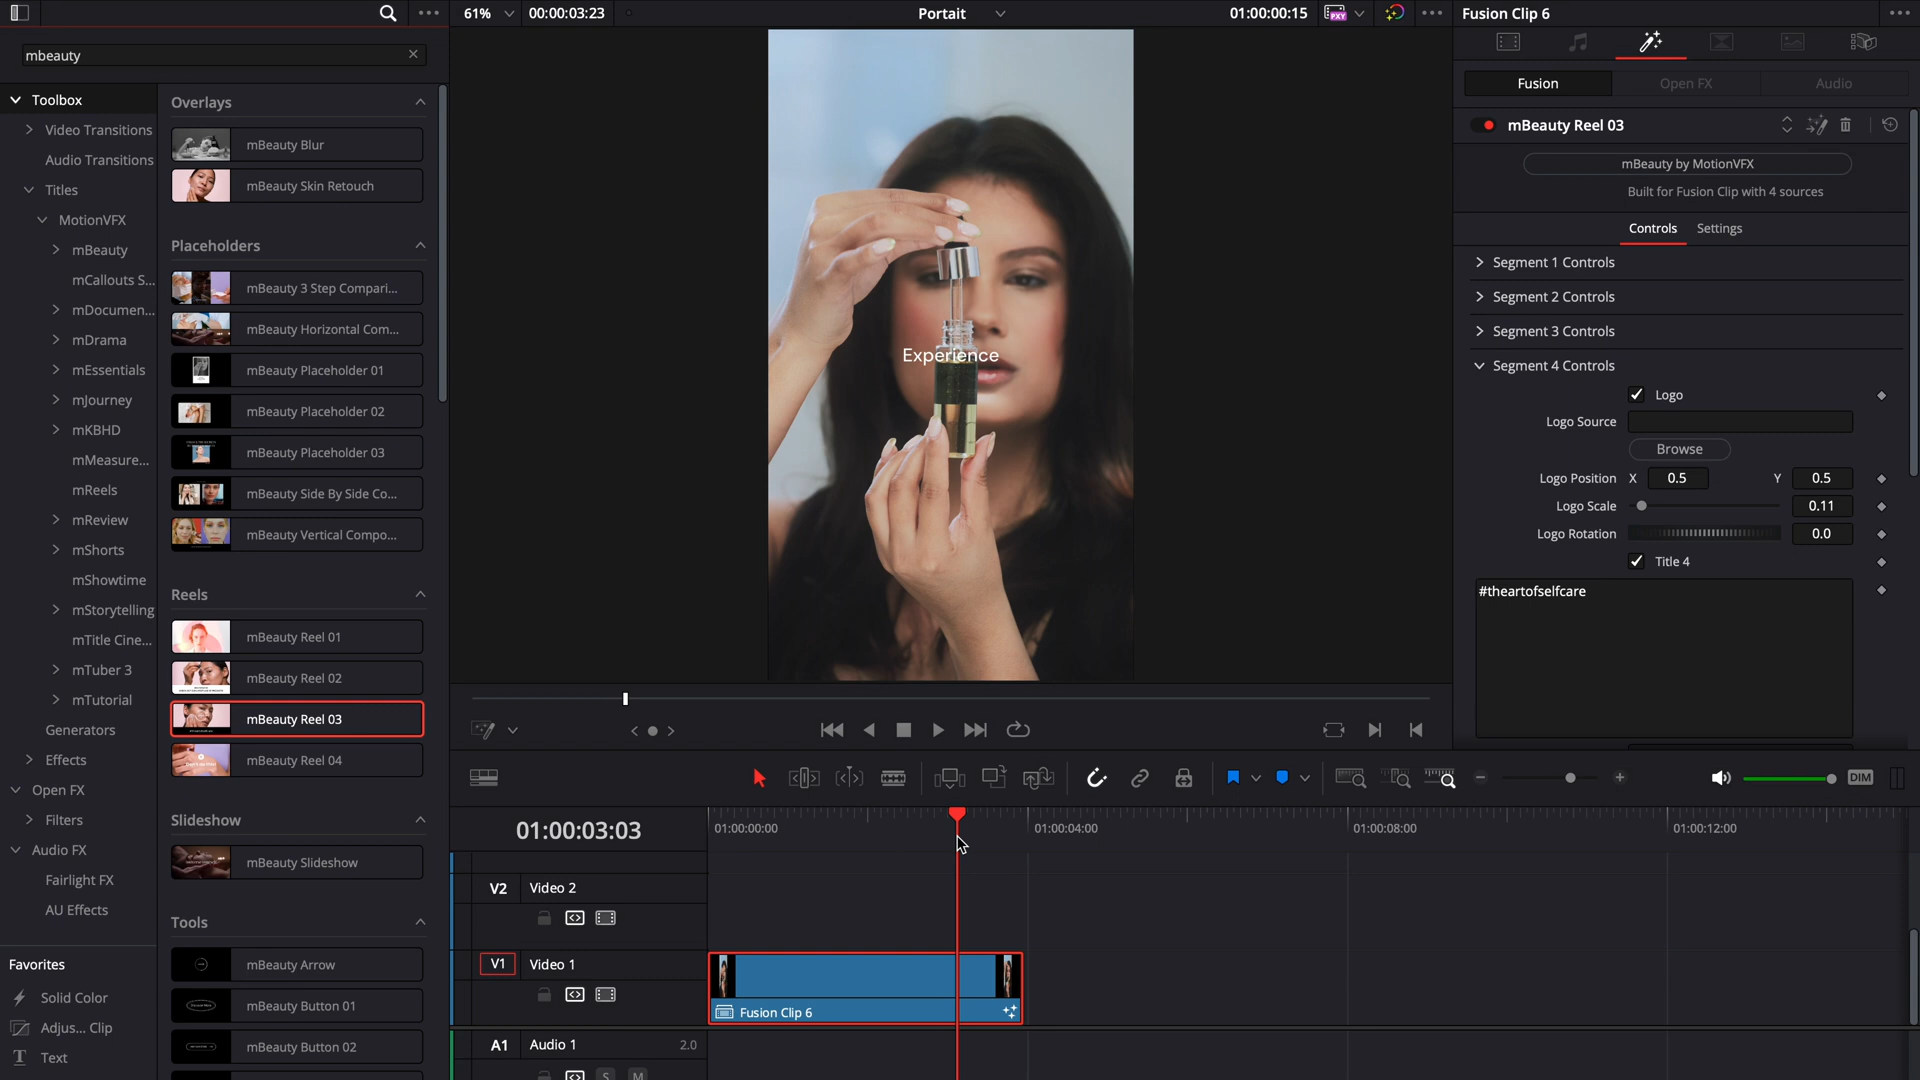 61%
00:00:03:23
Portait
01:00:00:15
PXY
Fusion Clip 6
mbeauty
Toolbox
Video Transitions
Audio Transitions
Titles
MotionVFX
mBeauty
mCallouts S...
mDocumen...
mDrama
mEssentials
mJourney
mKBHD
mMeasure...
mReels
mReview
mShorts
mShowtime
mStorytelling
mTitle Cine...
mTuber 3
mTutorial
Generators
Effects
Open FX
Filters
Audio FX
Fairlight FX
AU Effects
Favorites
Solid Color
Adjus... Clip
Text
Overlays
mBeauty Blur
mBeauty Skin Retouch
Placeholders
mBeauty 3 Step Compari...
mBeauty Horizontal Com...
mBeauty Placeholder 01
mBeauty Placeholder 02
mBeauty Placeholder 03
mBeauty Side By Side Co...
mBeauty Vertical Compo...
Reels
mBeauty Reel 01
mBeauty Reel 02
mBeauty Reel 03
mBeauty Reel 04
Slideshow
mBeauty Slideshow
Tools
mBeauty Arrow
mBeauty Button 01
mBeauty Button 02
Experience
Fusion
Open FX
Audio
mBeauty Reel 03
mBeauty by MotionVFX
Built for Fusion Clip with 4 sources
Controls
Settings
Segment 1 Controls
Segment 2 Controls
Segment 3 Controls
Segment 4 Controls
Logo
Logo Source
Browse
Logo Position X 0.5 Y 0.5
Logo Scale 0.11
Logo Rotation 0.0
Title 4
#theartofselfcare
DIM
01:00:03:03
01:00:00:00
01:00:04:00
01:00:08:00
01:00:12:00
V2 Video 2
V1 Video 1
Fusion Clip 6
A1 Audio 1 2.0
S M